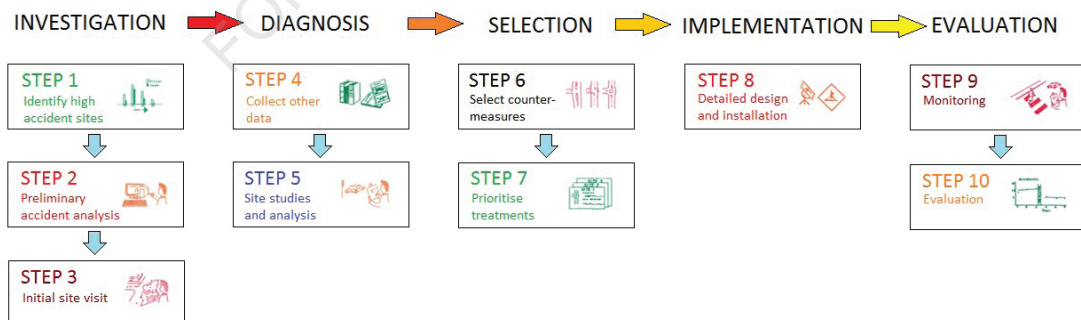 INVESTIGATION
DIAGNOSIS
SELECTION
IMPLEMENTATION
EVALUATION
STEP 1
Identify high
accident sites
STEP 2
Preliminary
accident analysis
STEP 3
Initial site visit
STEP 4
Collect other
data
STEP 5
Site studies
and analysis
STEP 6
Select counter-
measures
STEP 7
Prioritise
treatments
STEP 8
Detailed design
and installation
STEP 9
Monitoring
STEP 10
Evaluation